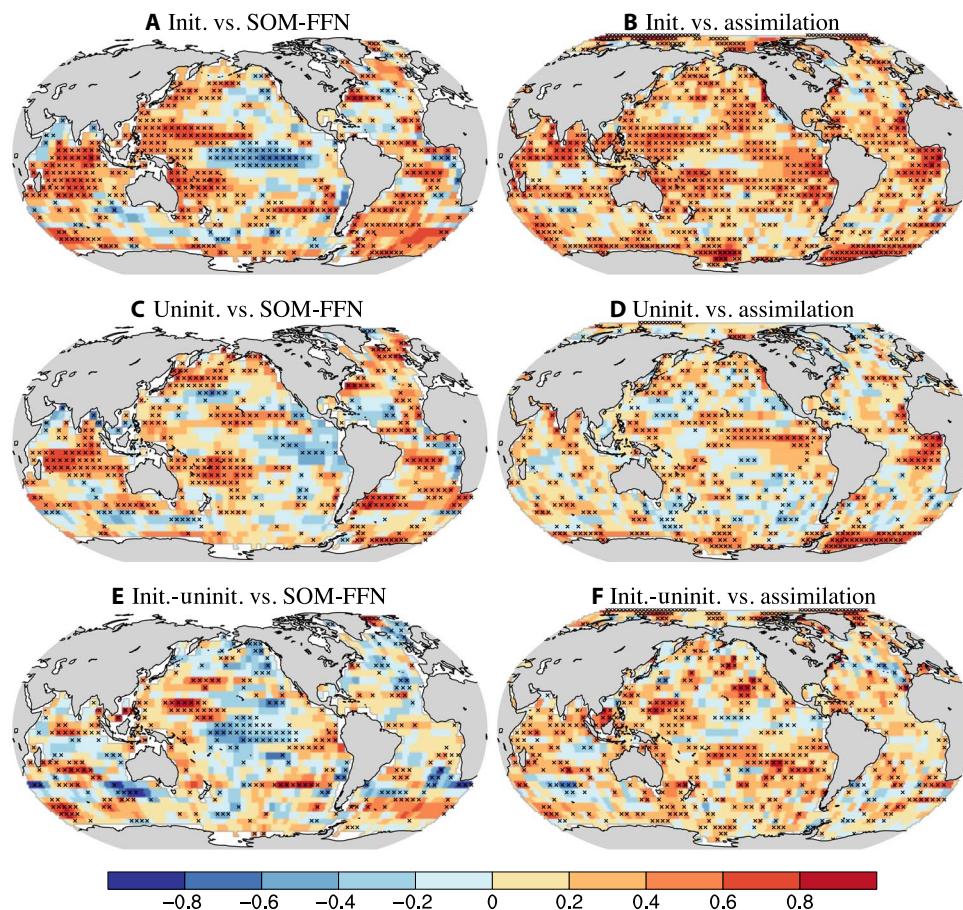 A Init. vs. SOM-FFN
B Init. vs. assimilation
C Uninit. vs. SOM-FFN
D Uninit. vs. assimilation
E Init.-uninit. vs. SOM-FFN
F Init.-uninit. vs. assimilation
−0.8 −0.6 −0.4 −0.2 0 0.2 0.4 0.6 0.8